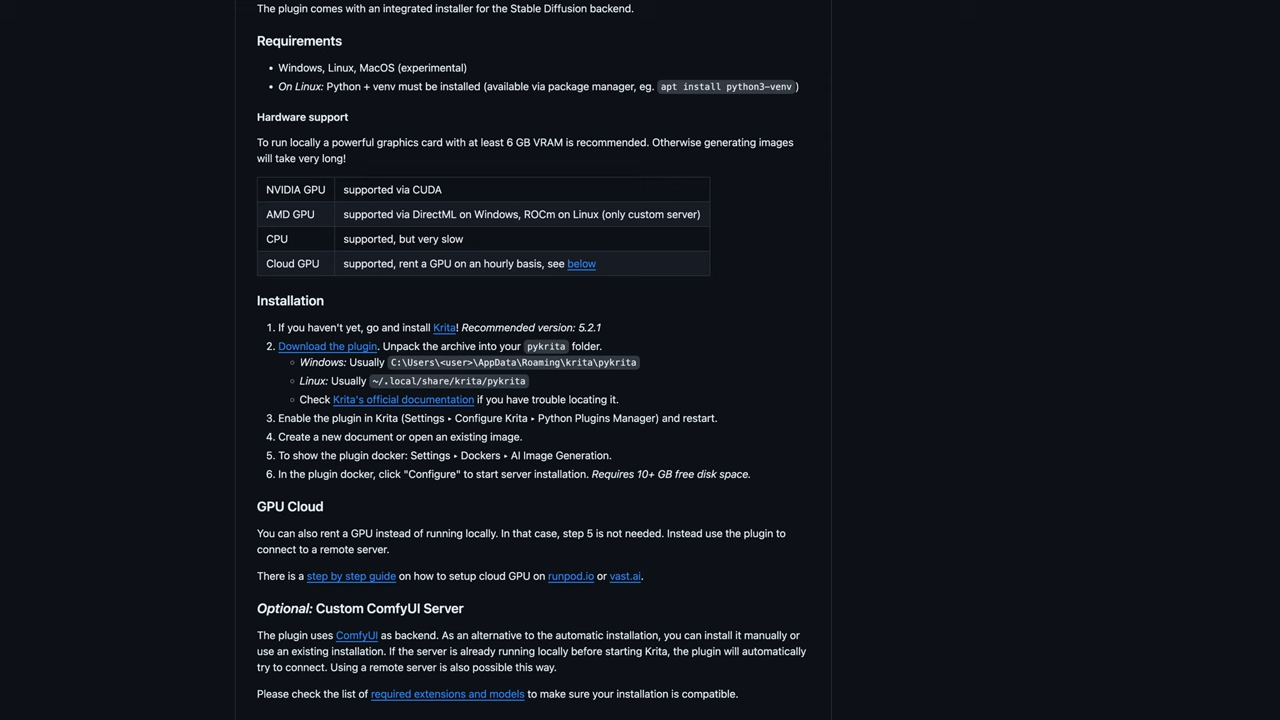 The plugin comes with an integrated installer for the Stable Diffusion backend.
Requirements
• Windows, Linux, MacOS (experimental)
• On Linux: Python + venv must be installed (available via package manager, eg. apt install python3-venv)
Hardware support
To run locally a powerful graphics card with at least 6 GB VRAM is recommended. Otherwise generating images
will take very long!
NVIDIA GPU supported via CUDA
AMD GPU supported via DirectML on Windows, ROCm on Linux (only custom server)
CPU supported, but very slow
Cloud GPU supported, rent a GPU on an hourly basis, see below
Installation
1. If you haven't yet, go and install Krita! Recommended version: 5.2.1
2. Download the plugin. Unpack the archive into your pykrita folder.
◦ Windows: Usually C:\Users\<user>\AppData\Roaming\krita\pykrita
◦ Linux: Usually ~/.local/share/krita/pykrita
◦ Check Krita's official documentation if you have trouble locating it.
3. Enable the plugin in Krita (Settings ‣ Configure Krita ‣ Python Plugins Manager) and restart.
4. Create a new document or open an existing image.
5. To show the plugin docker: Settings ‣ Dockers ‣ AI Image Generation.
6. In the plugin docker, click "Configure" to start server installation. Requires 10+ GB free disk space.
GPU Cloud
You can also rent a GPU instead of running locally. In that case, step 5 is not needed. Instead use the plugin to
connect to a remote server.
There is a step by step guide on how to setup cloud GPU on runpod.io or vast.ai.
Optional: Custom ComfyUI Server
The plugin uses ComfyUI as backend. As an alternative to the automatic installation, you can install it manually or
use an existing installation. If the server is already running locally before starting Krita, the plugin will automatically
try to connect. Using a remote server is also possible this way.
Please check the list of required extensions and models to make sure your installation is compatible.